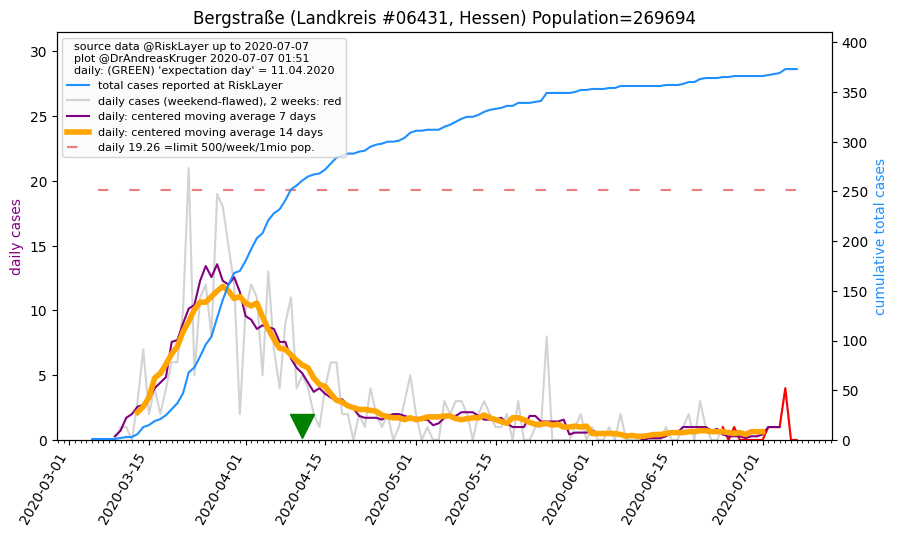 Bergstraße (Landkreis #06431, Hessen) Population=269694
source data @RiskLayer up to 2020-07-07
plot @DrAndreasKruger 2020-07-07 01:51
daily: (GREEN) 'expectation day' = 11.04.2020
total cases reported at RiskLayer
daily cases (weekend-flawed), 2 weeks: red
daily: centered moving average 7 days
daily: centered moving average 14 days
daily 19.26 =limit 500/week/1mio pop.
daily cases
30
25
20
15
10
5
0
cumulative total cases
400
350
300
250
200
150
100
50
0
2020-03-01
2020-03-15
2020-04-01
2020-04-15
2020-05-01
2020-05-15
2020-06-01
2020-06-15
2020-07-01